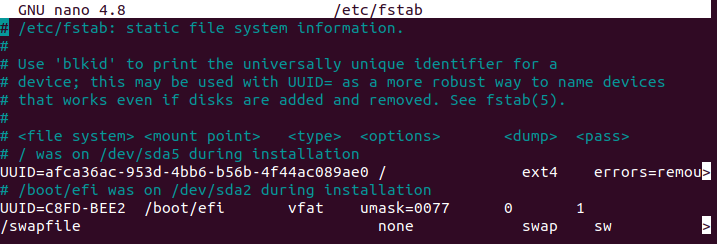 GNU nano 4.8 /etc/fstab
# /etc/fstab: static file system information.
#
# Use 'blkid' to print the universally unique identifier for a
# device; this may be used with UUID= as a more robust way to name devices
# that works even if disks are added and removed. See fstab(5).
#
# <file system> <mount point> <type> <options> <dump> <pass>
# / was on /dev/sda5 during installation
UUID=afca36ac-953d-4bb6-b56b-4f44ac089ae0 / ext4 errors=remou>
# /boot/efi was on /dev/sda2 during installation
UUID=C8FD-BEE2 /boot/efi vfat umask=0077 0 1
/swapfile none swap sw >